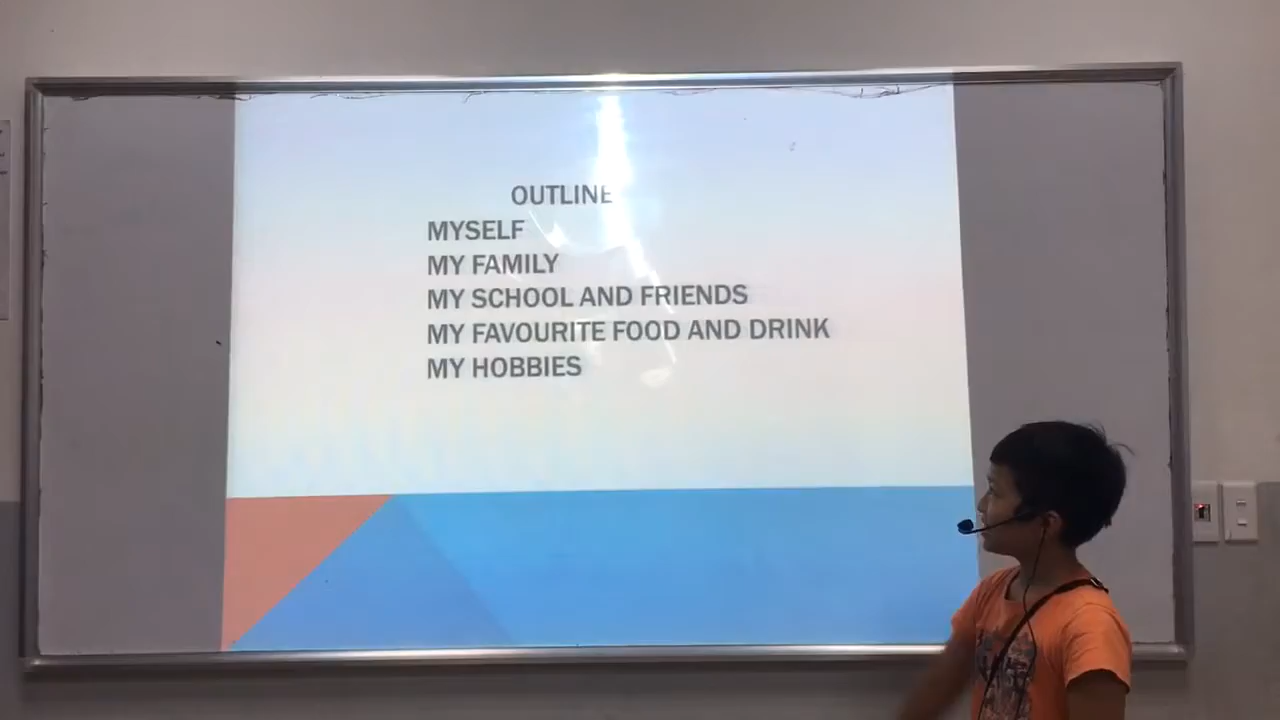 OUTLINE
MYSELF
MY FAMILY
MY SCHOOL AND FRIENDS
MY FAVOURITE FOOD AND DRINK
MY HOBBIES